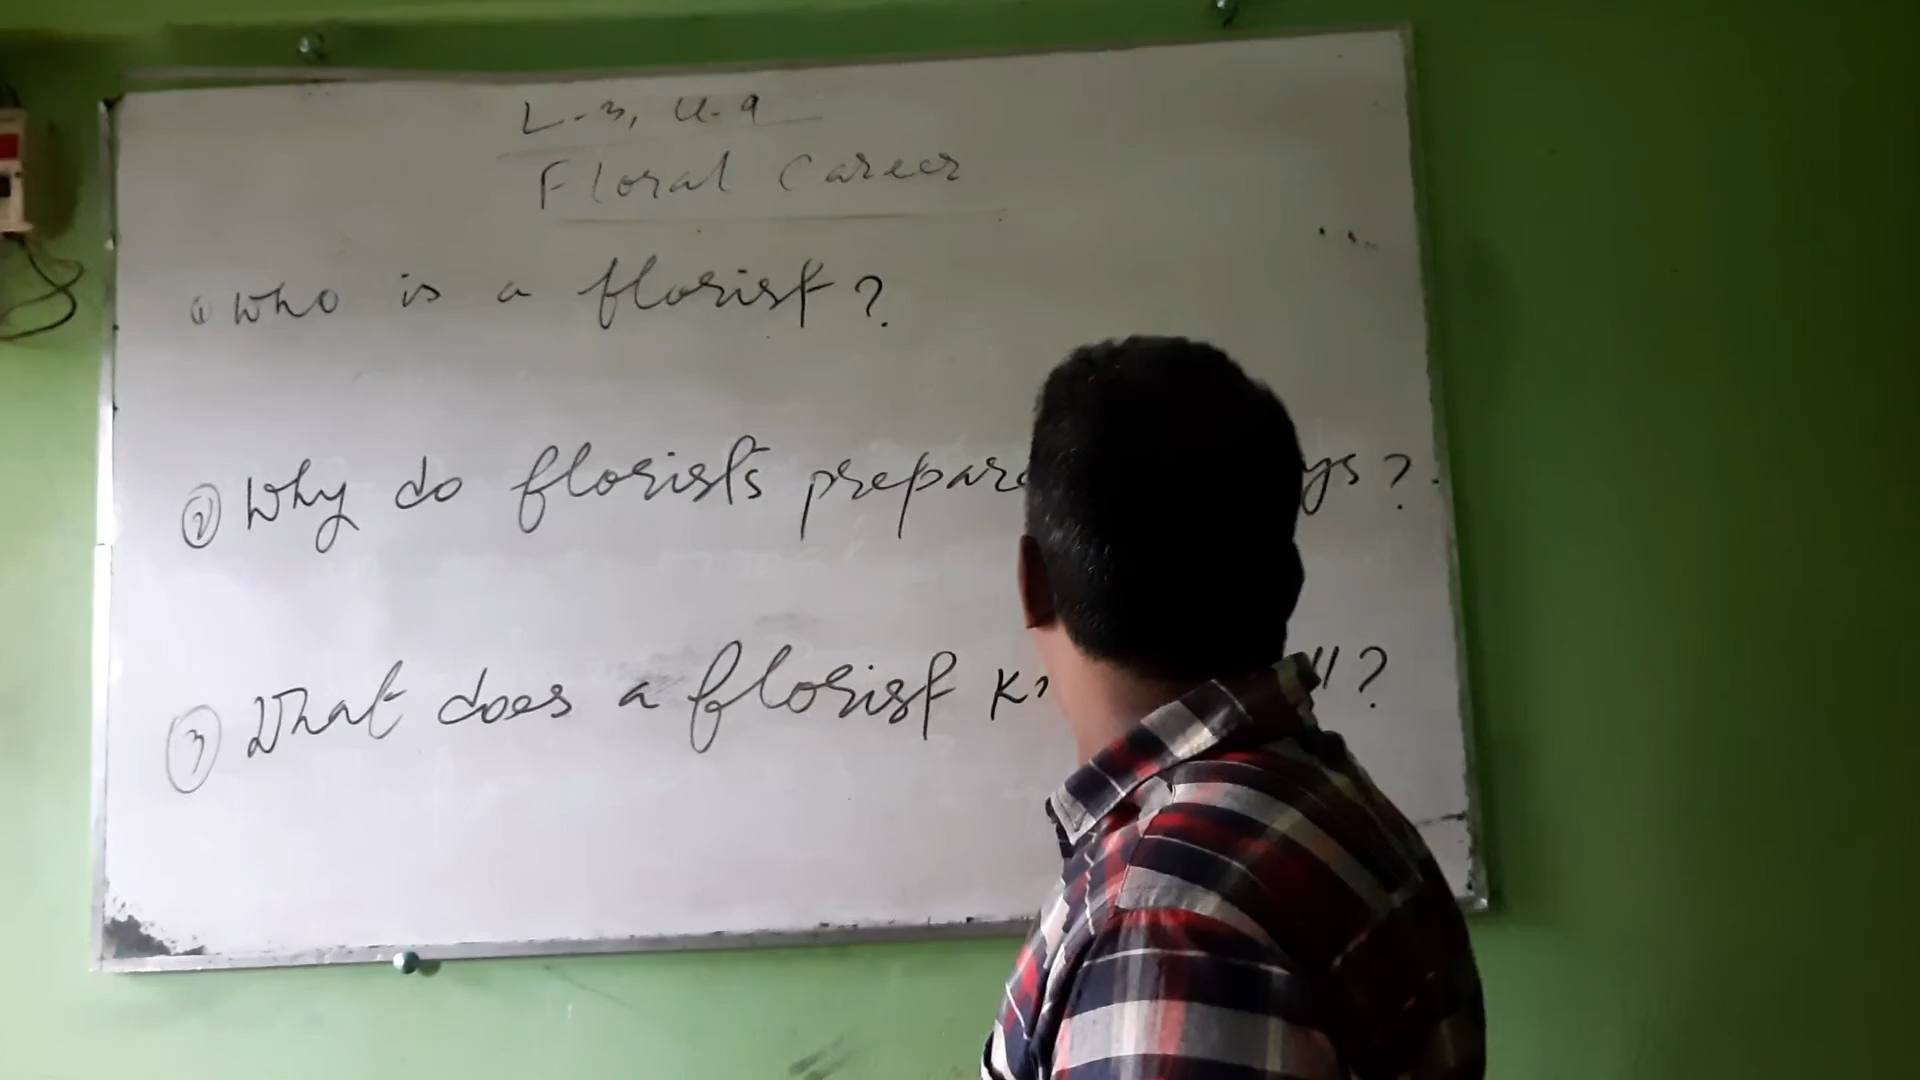 L-3, U-9
Floral Career
① Who is a florist?
② Why do florists prepare ys?
③ What does a florist ?